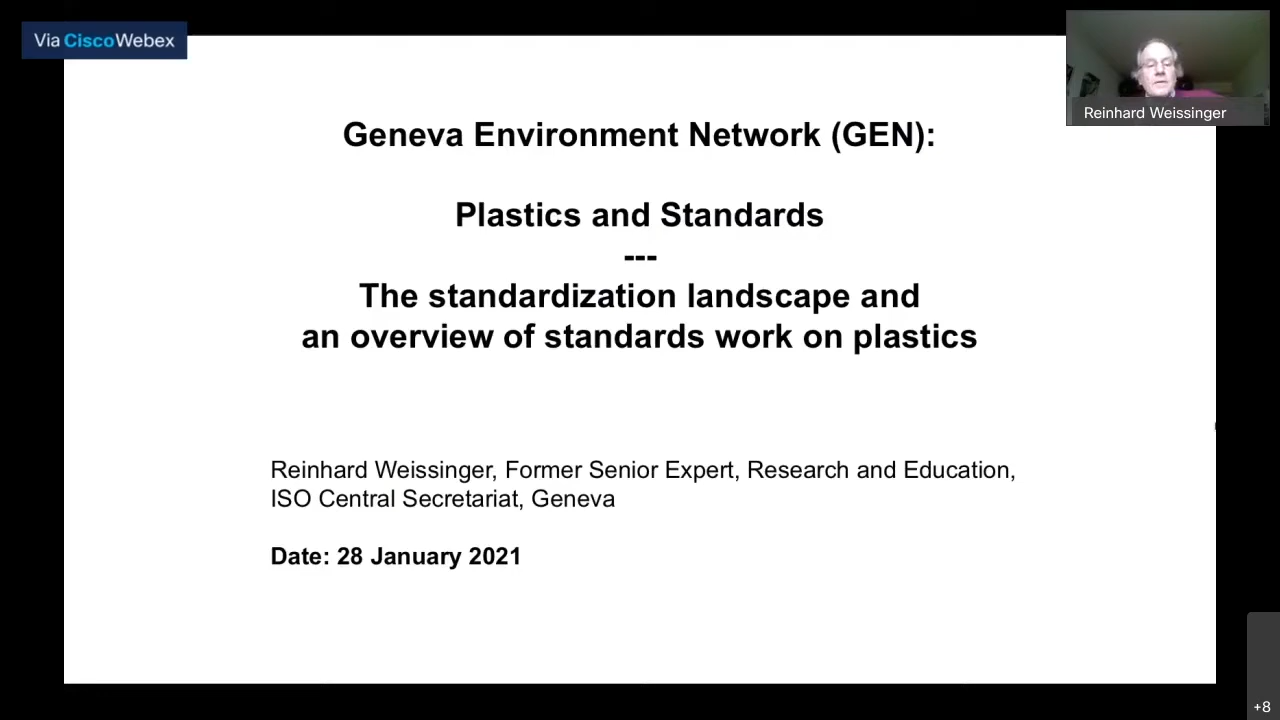 Via Cisco Webex
Reinhard Weissinger
Geneva Environment Network (GEN):
Plastics and Standards
---
The standardization landscape and
an overview of standards work on plastics
Reinhard Weissinger, Former Senior Expert, Research and Education,
ISO Central Secretariat, Geneva
Date: 28 January 2021
+8